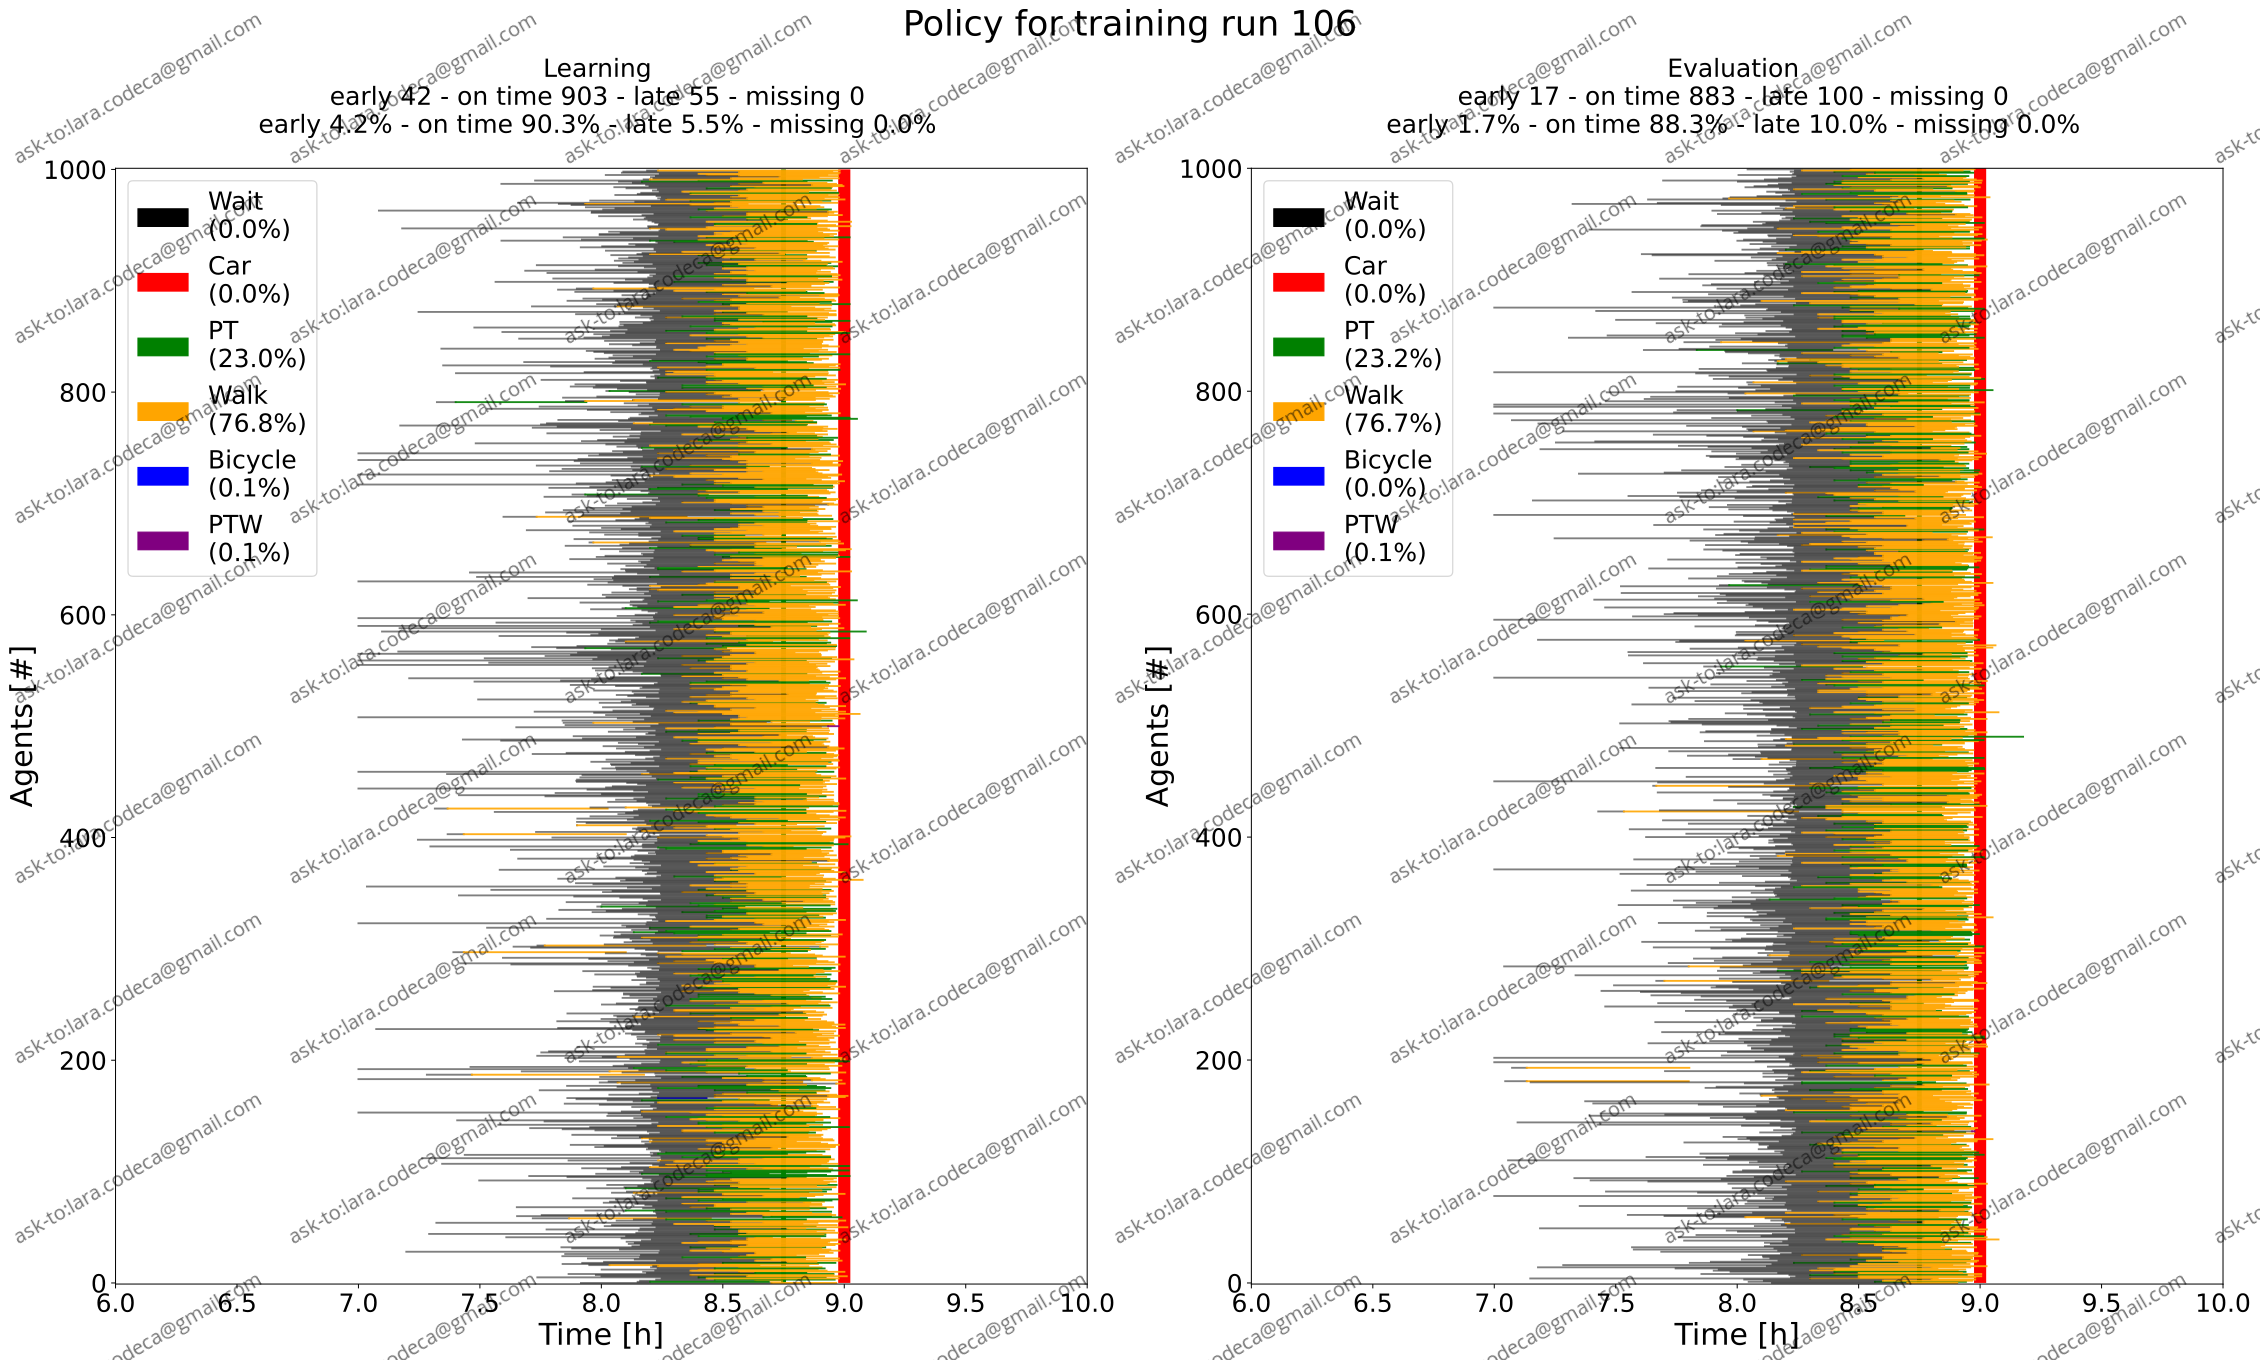 Policy for training run 106
Learning
early 42 - on time 903 - late 55 - missing 0
early 4.2% - on time 90.3% - late 5.5% - missing 0.0%
1000
800
600
400
200
0
Agents [#]
Wait
(0.0%)
Car
(0.0%)
PT
(23.0%)
Walk
(76.8%)
Bicycle
(0.1%)
PTW
(0.1%)
6.0 6.5 7.0 7.5 8.0 8.5 9.0 9.5 10.0
Time [h]
Evaluation
early 17 - on time 883 - late 100 - missing 0
early 1.7% - on time 88.3% - late 10.0% - missing 0.0%
1000
800
600
400
200
0
Agents [#]
Wait
(0.0%)
Car
(0.0%)
PT
(23.2%)
Walk
(76.7%)
Bicycle
(0.0%)
PTW
(0.1%)
6.0 6.5 7.0 7.5 8.0 8.5 9.0 9.5 10.0
Time [h]
ask-to:lara.codeca@gmail.com